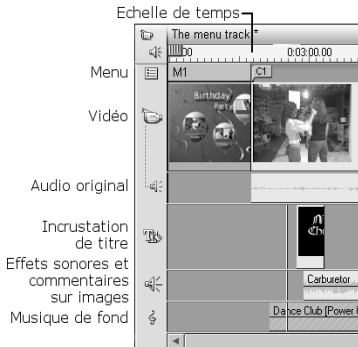 Echelle de temps
The menu track *
0:03:00.00
Menu
M1
C1
Birthday
Party
Vidéo
Audio original
Incrustation
de titre
Effets sonores et
commentaires
sur images
Carburetor
Musique de fond
Dance Club [Power